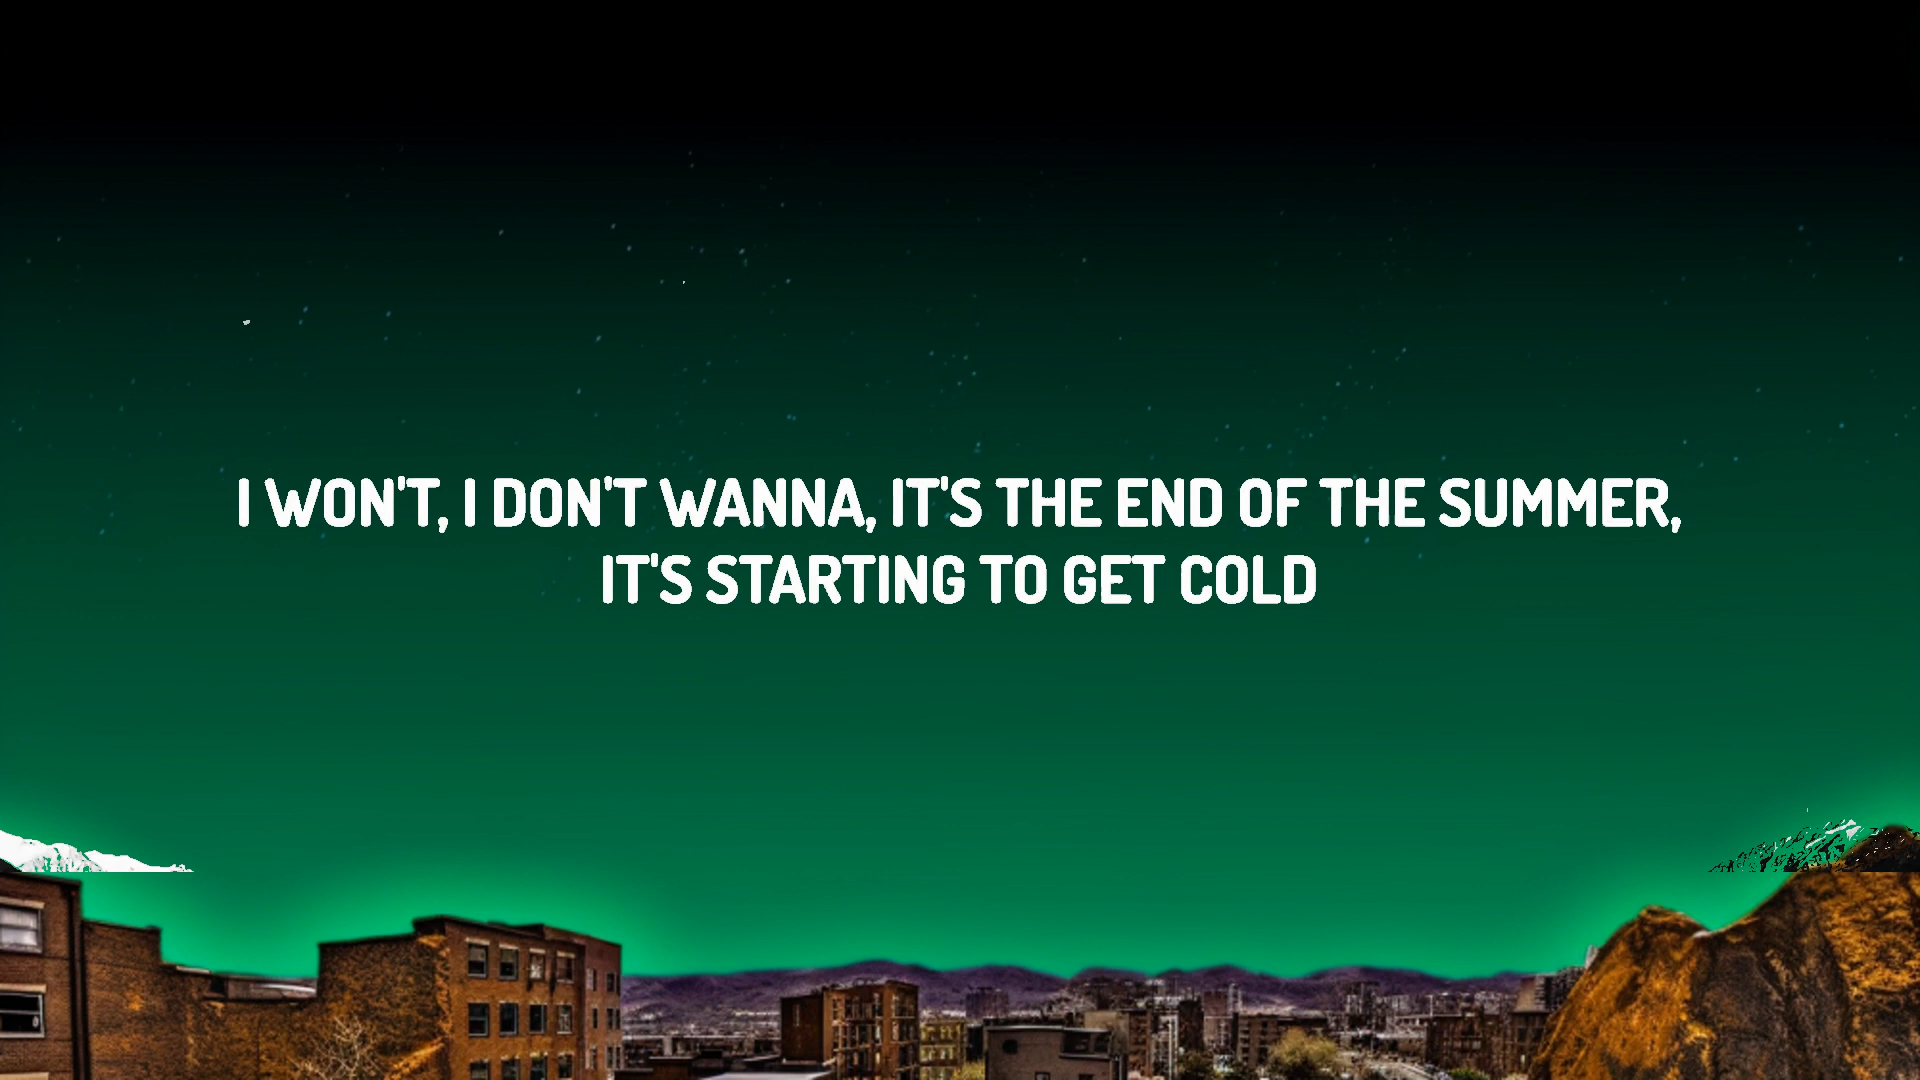 I WON'T, I DON'T WANNA, IT'S THE END OF THE SUMMER,
IT'S STARTING TO GET COLD